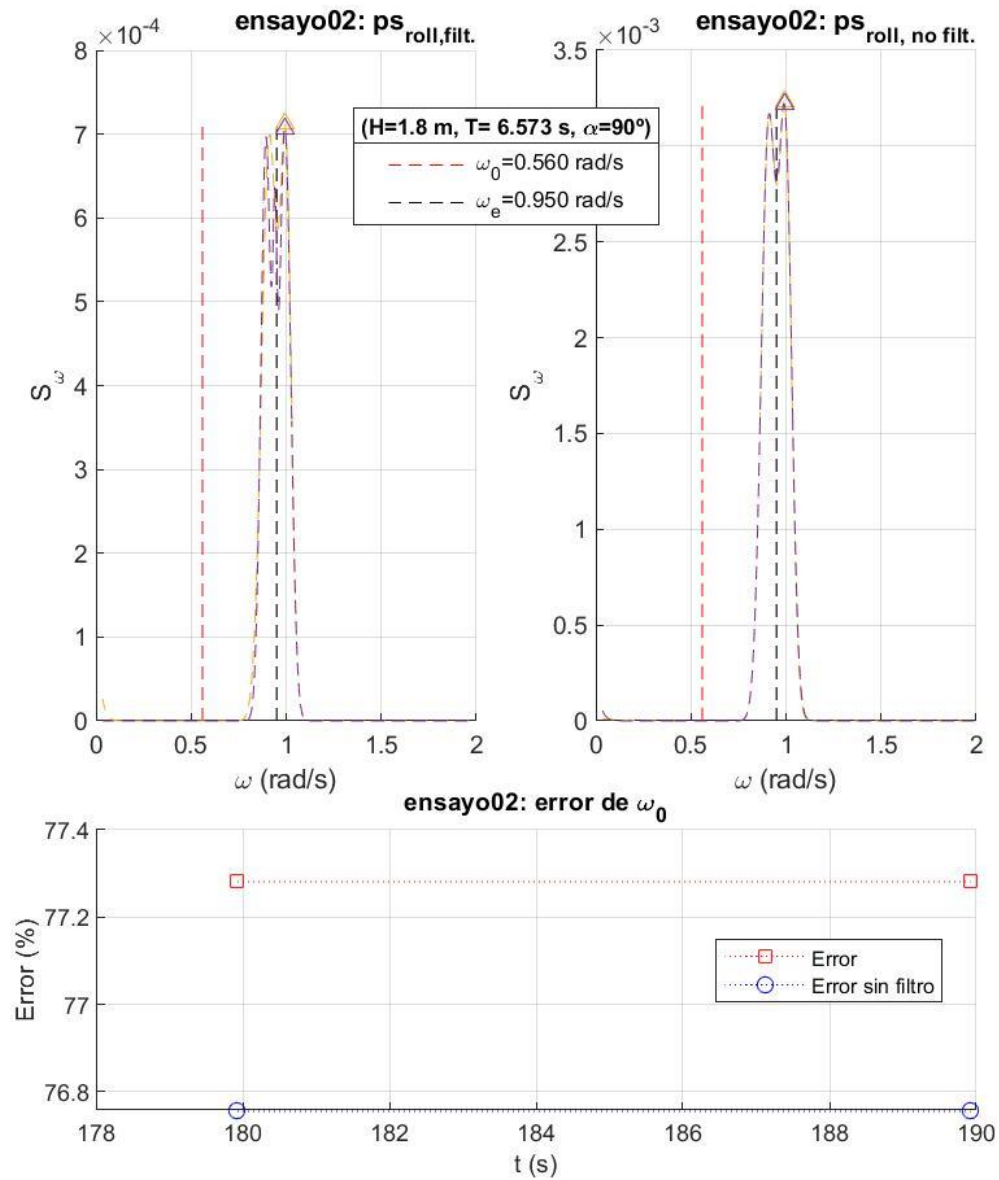 ensayo02: ps_roll,filt.
×10^-4
8
7
6
5
4
3
2
1
0
S_ω
0 0.5 1 1.5 2
ω (rad/s)
ensayo02: ps_roll, no filt.
×10^-3
3.5
2.5
2
1.5
1
0.5
0
S_ω
0 0.5 1 1.5 2
ω (rad/s)
(H=1.8 m, T= 6.573 s, α=90º)
ω_0=0.560 rad/s
ω_e=0.950 rad/s
ensayo02: error de ω_0
77.4
77.2
77
76.8
Error (%)
Error
Error sin filtro
178 180 182 184 186 188 190
t (s)